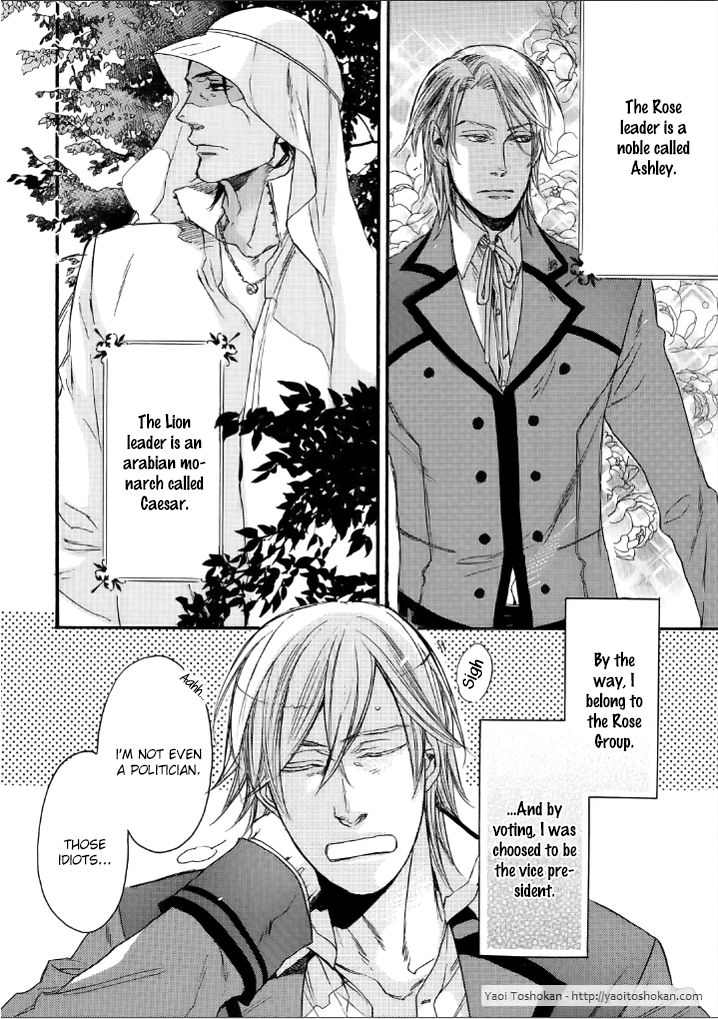 The Rose
leader is a
noble called
Ashley.
The Lion
leader is an
arabian mo-
narch called
Caesar.
By the
way, I
belong to
the Rose
Group.
...And by
voting, I was
choosed to be
the vice pre-
sident.
Sigh
Aahh...
I'M NOT EVEN
A POLITICIAN.
THOSE
IDIOTS...
Yaoi Toshokan - http://yaoitoshokan.com